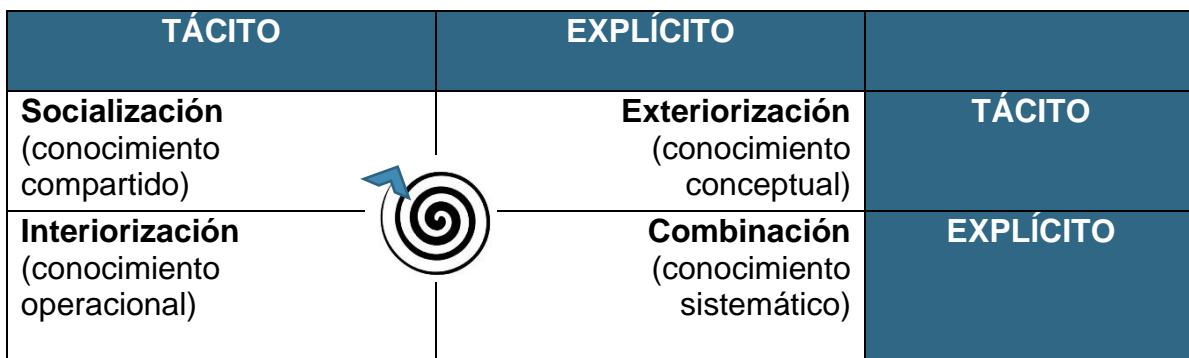 TÁCITO
EXPLÍCITO
Socialización
(conocimiento
compartido)
Exteriorización
(conocimiento
conceptual)
TÁCITO
Interiorización
(conocimiento
operacional)
Combinación
(conocimiento
sistemático)
EXPLÍCITO